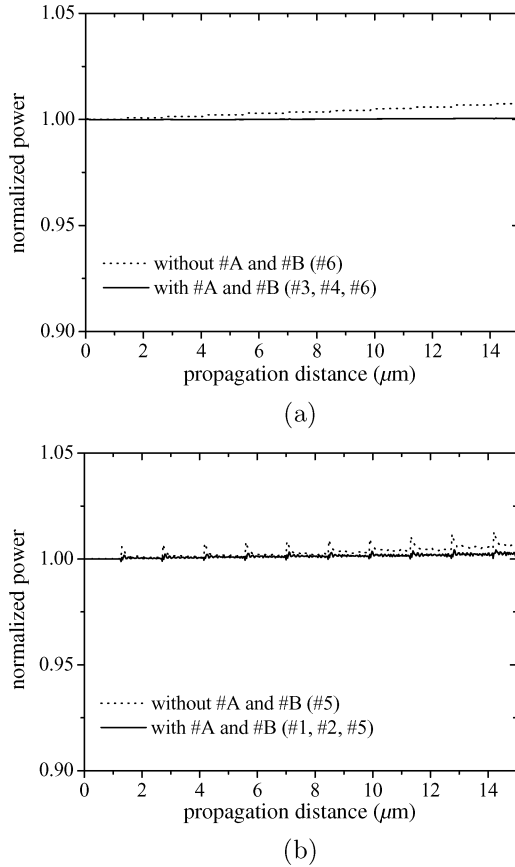 1.05
1.00
0.95
0.90
normalized power
without #A and #B (#6)
with #A and #B (#3, #4, #6)
0 2 4 6 8 10 12 14
propagation distance (μm)
(a)
1.05
1.00
0.95
0.90
normalized power
without #A and #B (#5)
with #A and #B (#1, #2, #5)
0 2 4 6 8 10 12 14
propagation distance (μm)
(b)